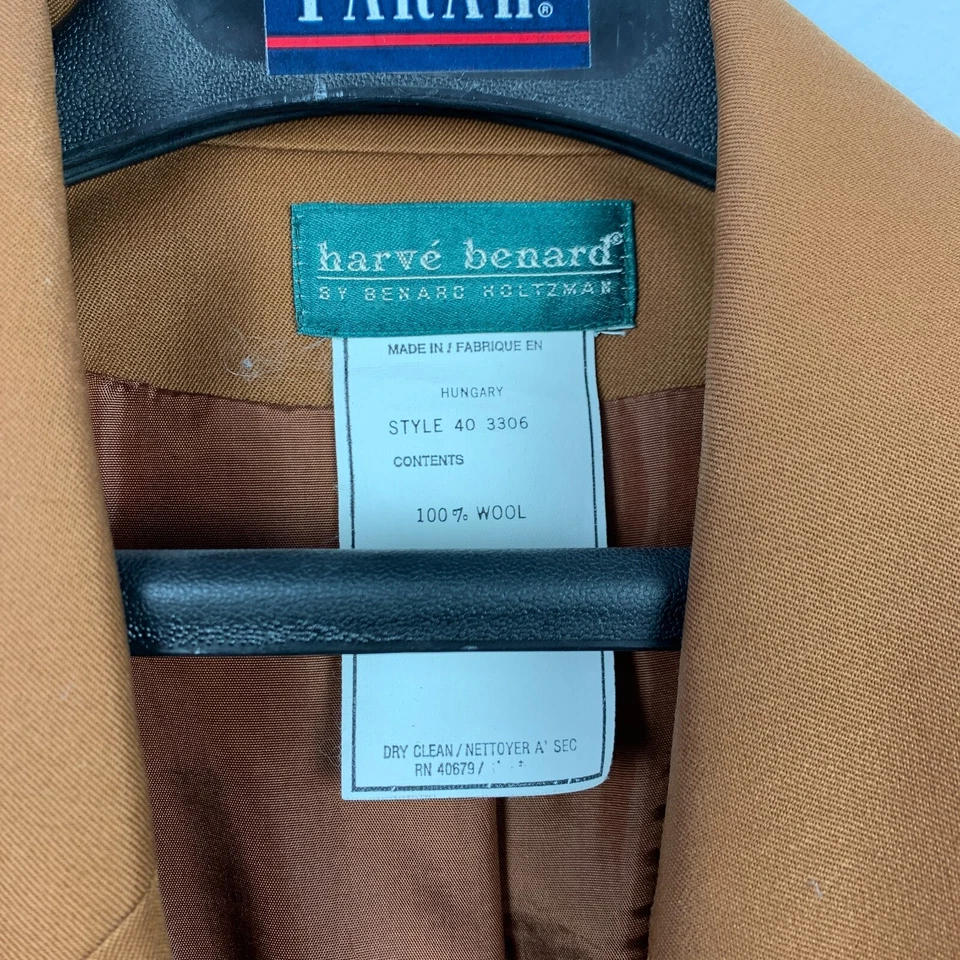 FARAH®
harvé benard®
BY BENARD HOLTZMAN
MADE IN / FABRIQUE EN
HUNGARY
STYLE 40 3306
CONTENTS
100% WOOL
DRY CLEAN / NETTOYER A' SEC
RN 40679 /